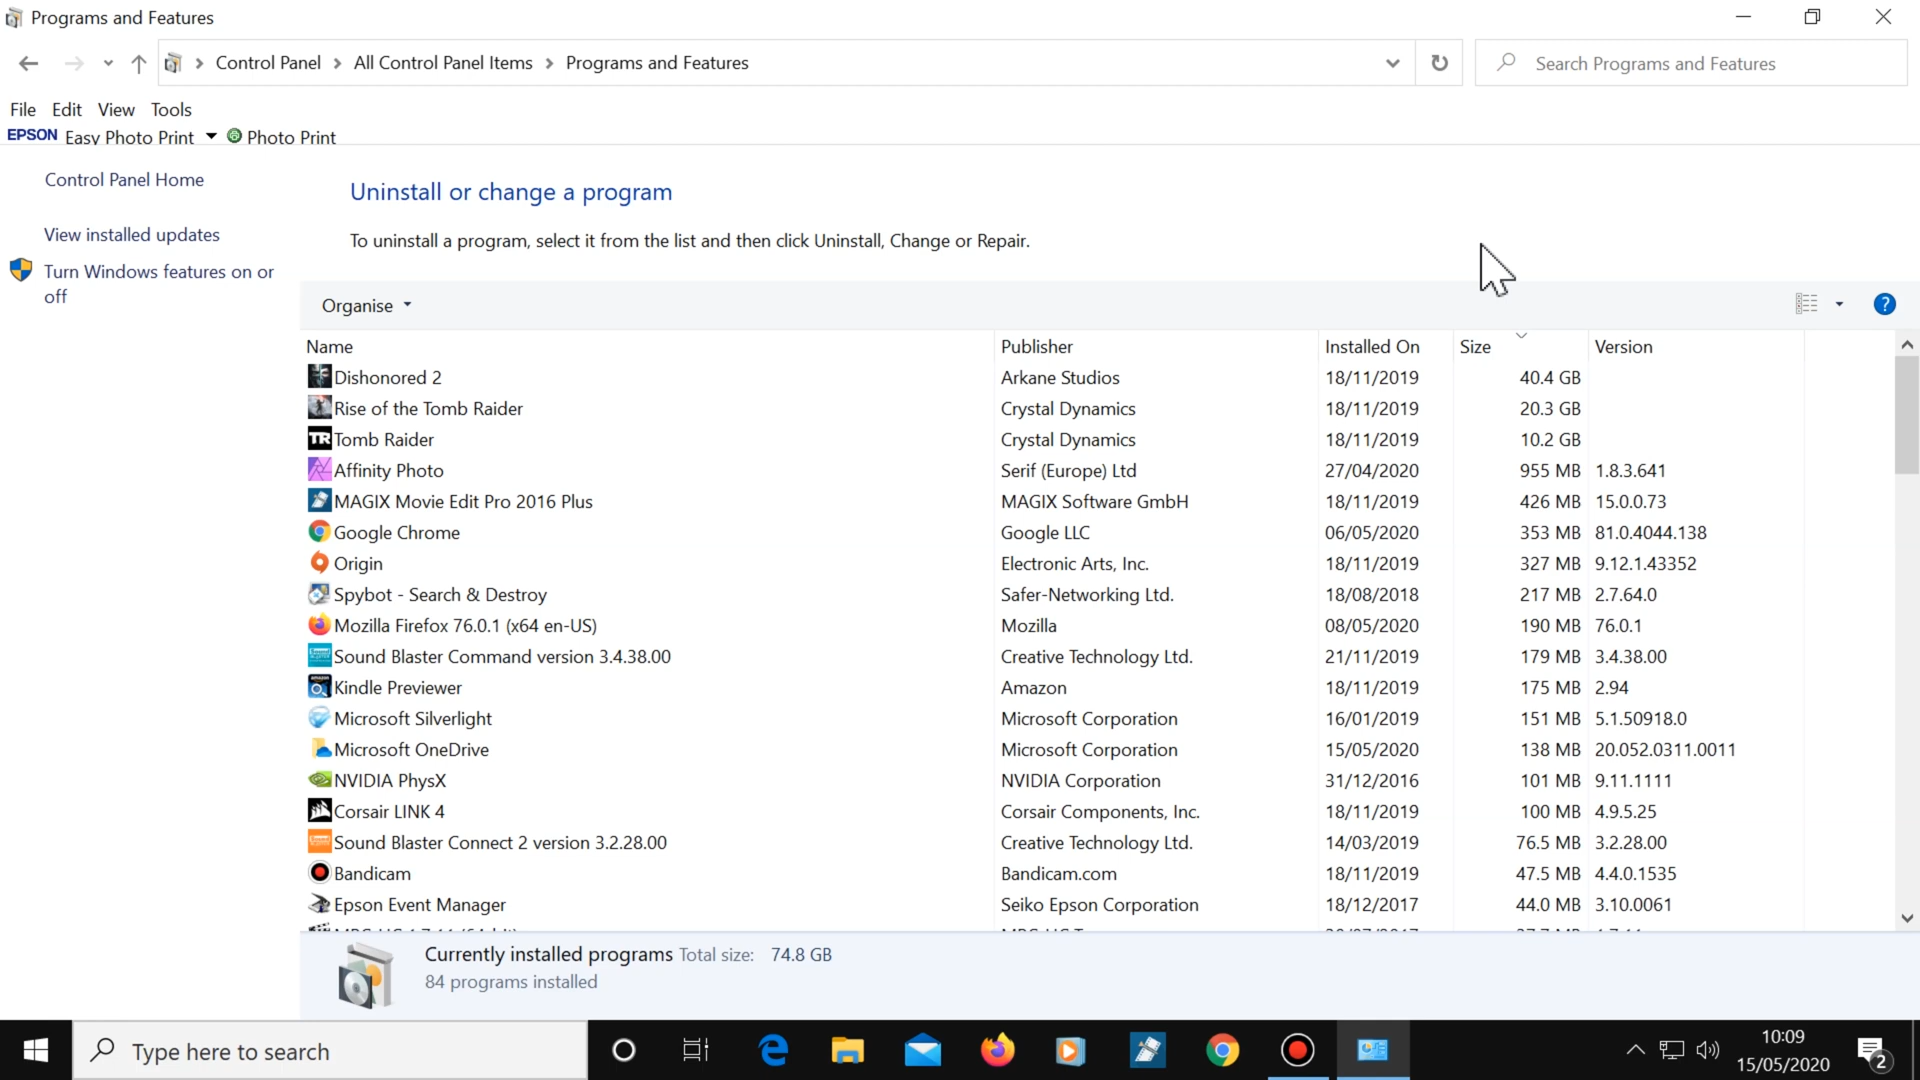 Programs and Features
Control Panel All Control Panel Items Programs and Features
Search Programs and Features
File Edit View Tools
EPSON Easy Photo Print Photo Print
Control Panel Home
View installed updates
Turn Windows features on or
off
Uninstall or change a program
To uninstall a program, select it from the list and then click Uninstall, Change or Repair.
Organise
?
Name Publisher Installed On Size Version
Dishonored 2 Arkane Studios 18/11/2019 40.4 GB
Rise of the Tomb Raider Crystal Dynamics 18/11/2019 20.3 GB
TR Tomb Raider Crystal Dynamics 18/11/2019 10.2 GB
Affinity Photo Serif (Europe) Ltd 27/04/2020 955 MB 1.8.3.641
MAGIX Movie Edit Pro 2016 Plus MAGIX Software GmbH 18/11/2019 426 MB 15.0.0.73
Google Chrome Google LLC 06/05/2020 353 MB 81.0.4044.138
Origin Electronic Arts, Inc. 18/11/2019 327 MB 9.12.1.43352
Spybot - Search & Destroy Safer-Networking Ltd. 18/08/2018 217 MB 2.7.64.0
Mozilla Firefox 76.0.1 (x64 en-US) Mozilla 08/05/2020 190 MB 76.0.1
Sound Blaster Command version 3.4.38.00 Creative Technology Ltd. 21/11/2019 179 MB 3.4.38.00
Kindle Previewer Amazon 18/11/2019 175 MB 2.94
Microsoft Silverlight Microsoft Corporation 16/01/2019 151 MB 5.1.50918.0
Microsoft OneDrive Microsoft Corporation 15/05/2020 138 MB 20.052.0311.0011
NVIDIA PhysX NVIDIA Corporation 31/12/2016 101 MB 9.11.1111
Corsair LINK 4 Corsair Components, Inc. 18/11/2019 100 MB 4.9.5.25
Sound Blaster Connect 2 version 3.2.28.00 Creative Technology Ltd. 14/03/2019 76.5 MB 3.2.28.00
Bandicam Bandicam.com 18/11/2019 47.5 MB 4.4.0.1535
Epson Event Manager Seiko Epson Corporation 18/12/2017 44.0 MB 3.10.0061
Currently installed programs Total size: 74.8 GB
84 programs installed
Type here to search
10:09
15/05/2020
2